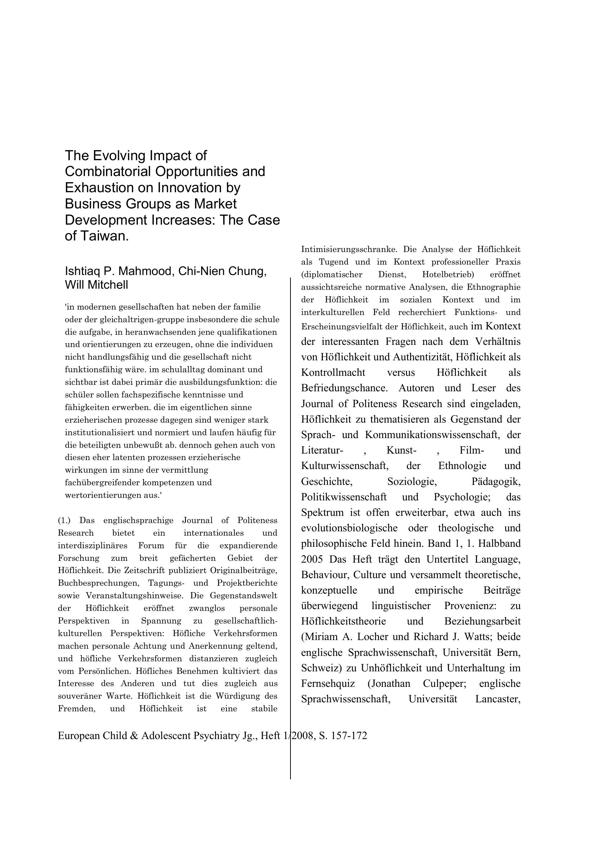 The Evolving Impact of
Combinatorial Opportunities and
Exhaustion on Innovation by
Business Groups as Market
Development Increases: The Case
of Taiwan.
Ishtiaq P. Mahmood, Chi-Nien Chung,
Will Mitchell
'in modernen gesellschaften hat neben der familie
oder der gleichaltrigen-gruppe insbesondere die schule
die aufgabe, in heranwachsenden jene qualifikationen
und orientierungen zu erzeugen, ohne die individuen
nicht handlungsfähig und die gesellschaft nicht
funktionsfähig wäre. im schulalltag dominant und
sichtbar ist dabei primär die ausbildungsfunktion: die
schüler sollen fachspezifische kenntnisse und
fähigkeiten erwerben. die im eigentlichen sinne
erzieherischen prozesse dagegen sind weniger stark
institutionalisiert und normiert und laufen häufig für
die beteiligten unbewußt ab. dennoch gehen auch von
diesen eher latenten prozessen erzieherische
wirkungen im sinne der vermittlung
fachübergreifender kompetenzen und
wertorientierungen aus.'
(1.) Das englischsprachige Journal of Politeness
Research bietet ein internationales und
interdisziplinäres Forum für die expandierende
Forschung zum breit gefächerten Gebiet der
Höflichkeit. Die Zeitschrift publiziert Originalbeiträge,
Buchbesprechungen, Tagungs- und Projektberichte
sowie Veranstaltungshinweise. Die Gegenstandswelt
der Höflichkeit eröffnet zwanglos personale
Perspektiven in Spannung zu gesellschaftlich-
kulturellen Perspektiven: Höfliche Verkehrsformen
machen personale Achtung und Anerkennung geltend,
und höfliche Verkehrsformen distanzieren zugleich
vom Persönlichen. Höfliches Benehmen kultiviert das
Interesse des Anderen und tut dies zugleich aus
souveräner Warte. Höflichkeit ist die Würdigung des
Fremden, und Höflichkeit ist eine stabile
Intimisierungsschranke. Die Analyse der Höflichkeit
als Tugend und im Kontext professioneller Praxis
(diplomatischer Dienst, Hotelbetrieb) eröffnet
aussichtsreiche normative Analysen, die Ethnographie
der Höflichkeit im sozialen Kontext und im
interkulturellen Feld recherchiert Funktions- und
Erscheinungsvielfalt der Höflichkeit, auch im Kontext
der interessanten Fragen nach dem Verhältnis
von Höflichkeit und Authentizität, Höflichkeit als
Kontrollmacht versus Höflichkeit als
Befriedungschance. Autoren und Leser des
Journal of Politeness Research sind eingeladen,
Höflichkeit zu thematisieren als Gegenstand der
Sprach- und Kommunikationswissenschaft, der
Literatur- , Kunst- , Film- und
Kulturwissenschaft, der Ethnologie und
Geschichte, Soziologie, Pädagogik,
Politikwissenschaft und Psychologie; das
Spektrum ist offen erweiterbar, etwa auch ins
evolutionsbiologische oder theologische und
philosophische Feld hinein. Band 1, 1. Halbband
2005 Das Heft trägt den Untertitel Language,
Behaviour, Culture und versammelt theoretische,
konzeptuelle und empirische Beiträge
überwiegend linguistischer Provenienz: zu
Höflichkeitstheorie und Beziehungsarbeit
(Miriam A. Locher und Richard J. Watts; beide
englische Sprachwissenschaft, Universität Bern,
Schweiz) zu Unhöflichkeit und Unterhaltung im
Fernsehquiz (Jonathan Culpeper; englische
Sprachwissenschaft, Universität Lancaster,
European Child & Adolescent Psychiatry Jg., Heft 1/2008, S. 157-172